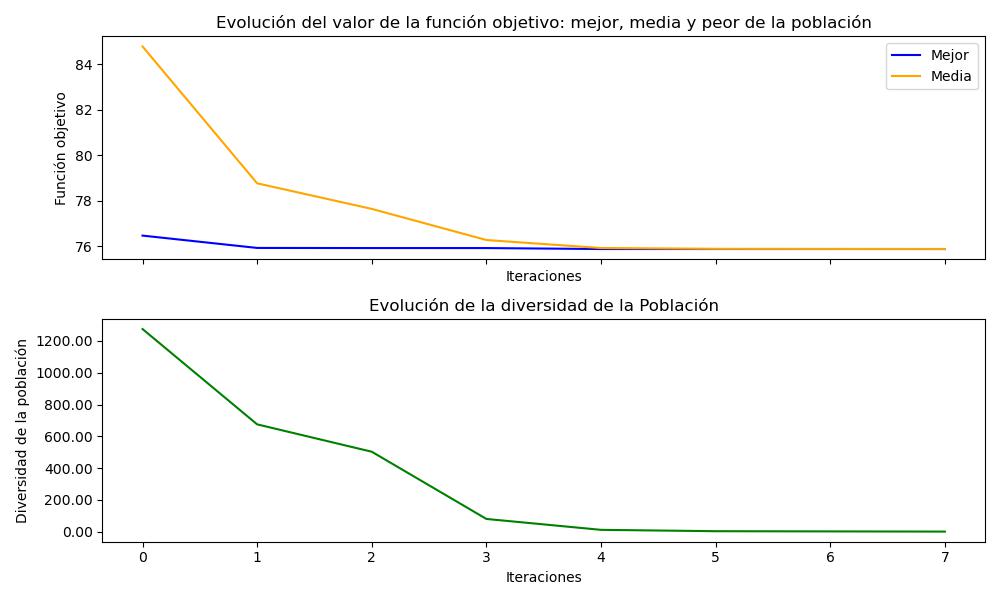 Evolución del valor de la función objetivo: mejor, media y peor de la población
Mejor
Media
Función objetivo
84
82
80
78
76
Iteraciones
Evolución de la diversidad de la Población
Diversidad de la población
1200.00
1000.00
800.00
600.00
400.00
200.00
0.00
0 1 2 3 4 5 6 7
Iteraciones